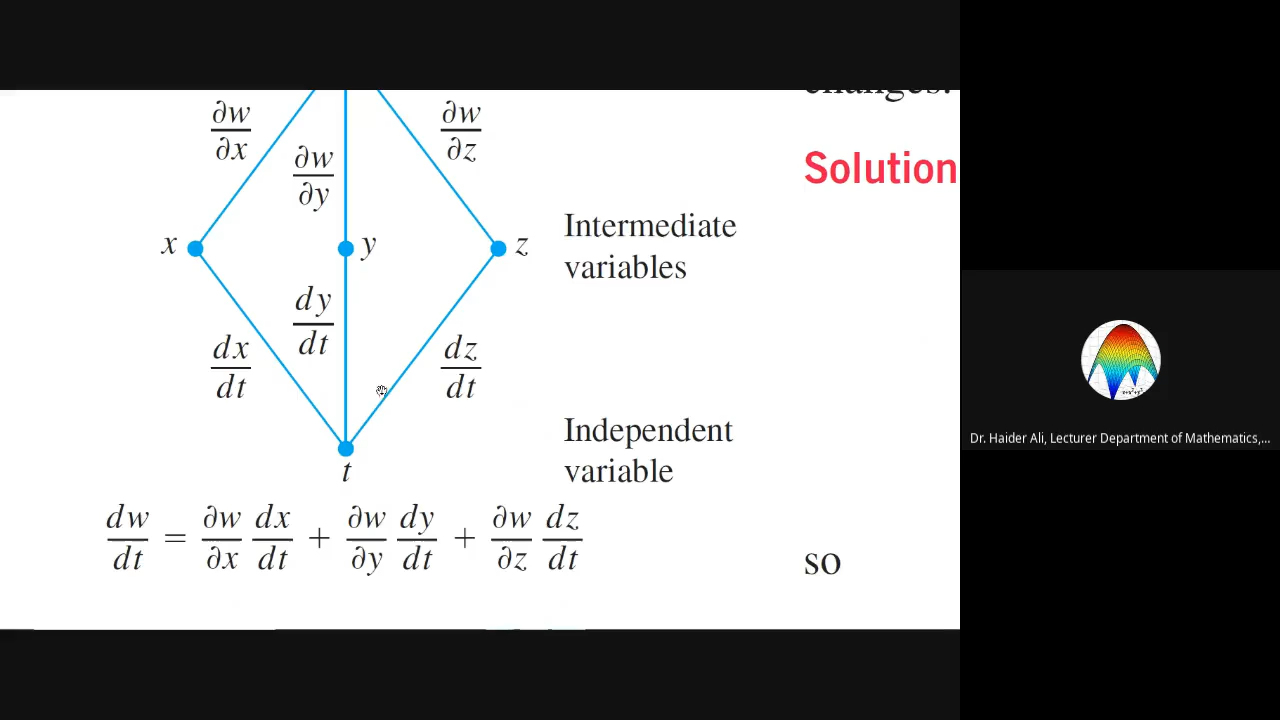 changes.
∂w/∂x
∂w/∂z
∂w/∂y
Solution
Intermediate
variables
x
y
z
dy/dt
dx/dt
dz/dt
Independent
variable
t
dw/dt = ∂w/∂x dx/dt + ∂w/∂y dy/dt + ∂w/∂z dz/dt
so
Dr. Haider Ali, Lecturer Department of Mathematics,...